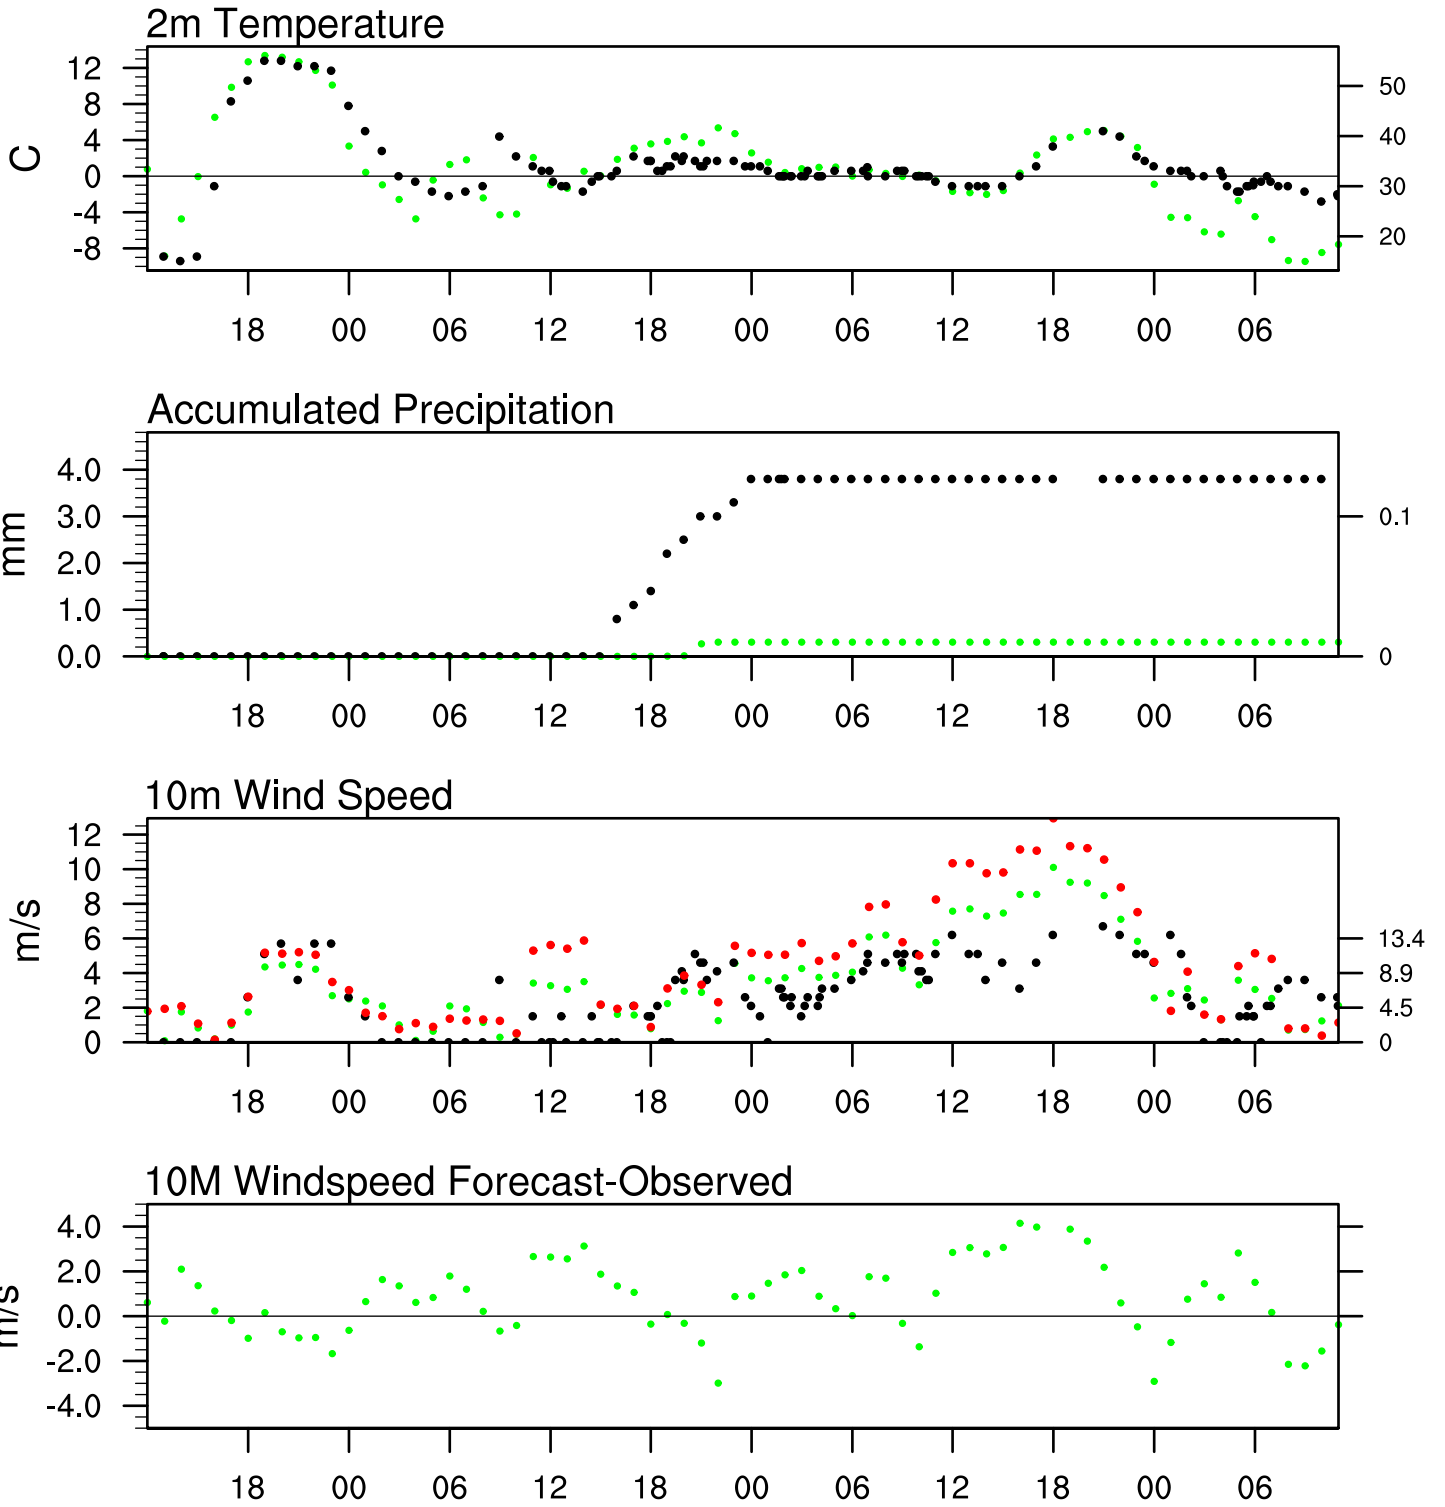 2m Temperature
12
8
4
0
-4
-8
C
50
40
30
20
18 00 06 12 18 00 06 12 18 00 06
Accumulated Precipitation
4.0
3.0
2.0
1.0
0.0
mm
0.1
0
18 00 06 12 18 00 06 12 18 00 06
10m Wind Speed
12
10
8
6
4
2
0
m/s
13.4
8.9
4.5
0
18 00 06 12 18 00 06 12 18 00 06
10M Windspeed Forecast-Observed
4.0
2.0
0.0
-2.0
-4.0
m/s
18 00 06 12 18 00 06 12 18 00 06